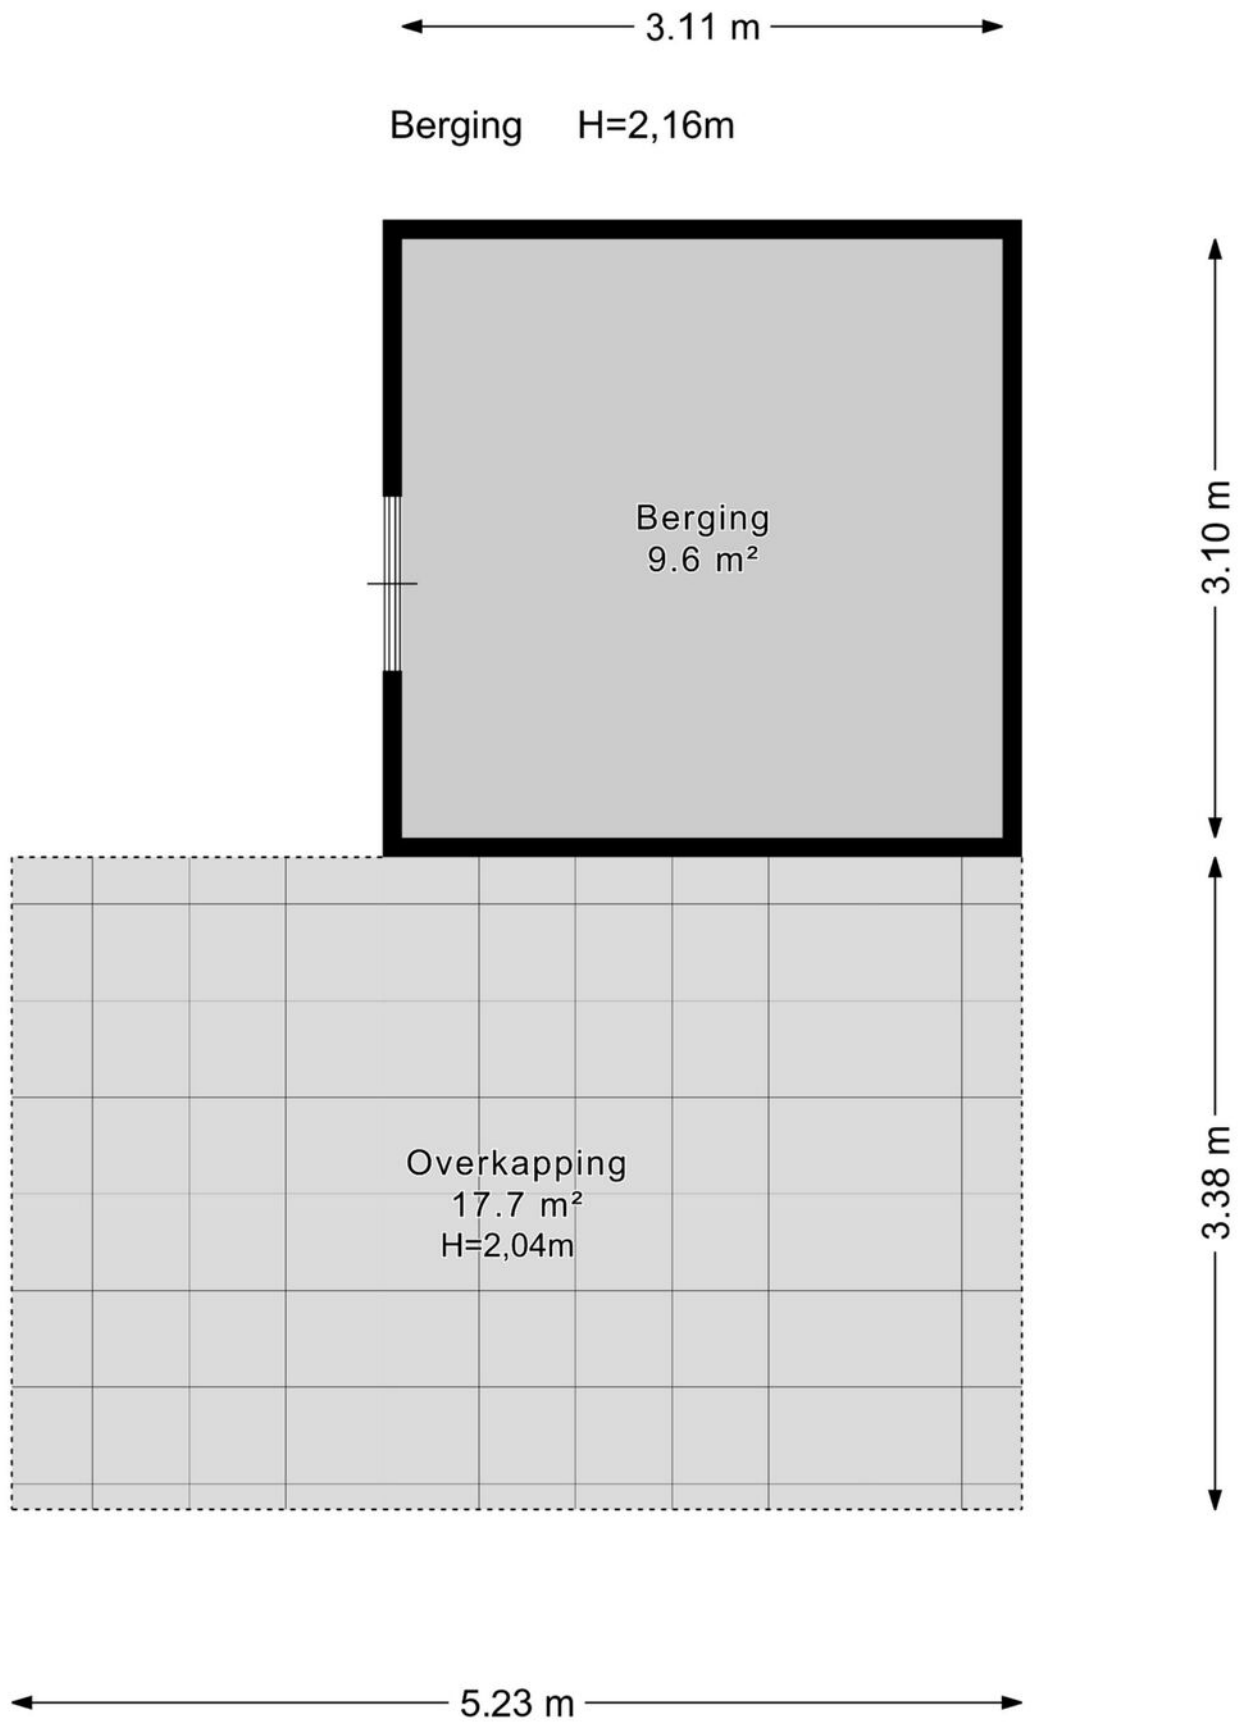 3.11 m
Berging H=2,16m
Berging
9.6 m²
3.10 m
Overkapping
17.7 m²
H=2,04m
3.38 m
5.23 m